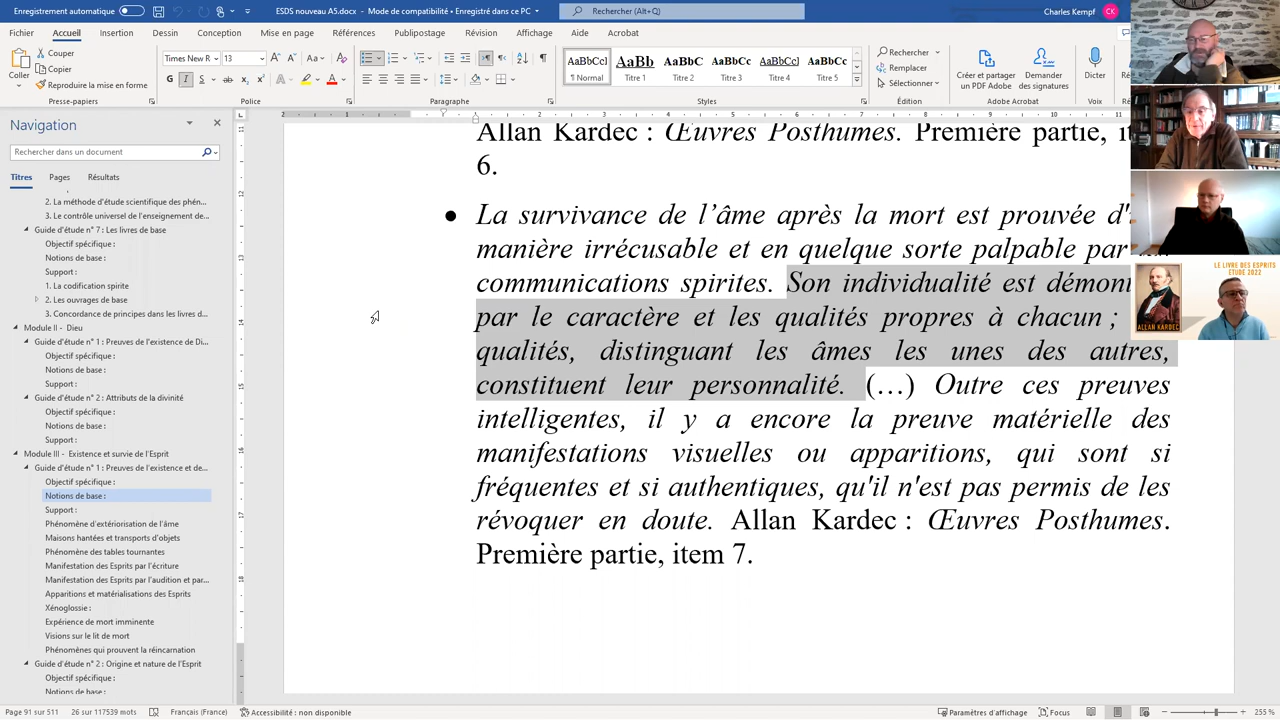 Enregistrement automatique
ESDS nouveau A5.docx - Mode de compatibilité • Enregistré dans ce PC
Rechercher (Alt+Q)
Charles Kempf
CK
Fichier Accueil Insertion Dessin Conception Mise en page Références Publipostage Révision Affichage Aide Acrobat
Coller
Couper
Copier
Reproduire la mise en forme
Presse-papiers
Times New R 13
G I S ab x₂ x²
Police
Paragraphe
AaBbCcI AaBb AaBbC AaBbCc AaBbCcI AaBbCc
¶ Normal Titre 1 Titre 2 Titre 3 Titre 4 Titre 5
Styles
Rechercher
Remplacer
Sélectionner
Édition
Créer et partager
un PDF Adobe
Demander
des signatures
Adobe Acrobat
Dicter
Voix
Navigation
Rechercher dans un document
Titres Pages Résultats
2. La méthode d'étude scientifique des phén...
3. Le contrôle universel de l'enseignement de...
Guide d'étude n° 7 : Les livres de base
Objectif spécifique :
Notions de base :
Support :
1. La codification spirite
2. Les ouvrages de base
3. Concordance de principes dans les livres d...
Module II - Dieu
Guide d'étude n° 1 : Preuves de l'existence de Di...
Objectif spécifique :
Notions de base :
Support :
Guide d'étude n° 2 : Attributs de la divinité
Objectif spécifique :
Notions de base :
Support :
Module III - Existence et survie de l'Esprit
Guide d'étude n° 1 : Preuves de l'existence et de...
Objectif spécifique :
Notions de base :
Support :
Phénomène d'extériorisation de l'âme
Maisons hantées et transports d'objets
Phénomène des tables tournantes
Manifestation des Esprits par l'écriture
Manifestation des Esprits par l'audition et par...
Apparitions et matérialisations des Esprits
Xénoglossie :
Expérience de mort imminente
Visions sur le lit de mort
Phénomènes qui prouvent la réincarnation
Guide d'étude n° 2 : Origine et nature de l'Esprit
Objectif spécifique :
Notions de base :
Allan Kardec : Œuvres Posthumes. Première partie,
6.
● La survivance de l'âme après la mort est prouvée
manière irrécusable et en quelque sorte palpable par
communications spirites. Son individualité est
par le caractère et les qualités propres à chacun ;
qualités, distinguant les âmes les unes des autres,
constituent leur personnalité. (…) Outre ces preuves
intelligentes, il y a encore la preuve matérielle des
manifestations visuelles ou apparitions, qui sont si
fréquentes et si authentiques, qu'il n'est pas permis de les
révoquer en doute. Allan Kardec : Œuvres Posthumes.
Première partie, item 7.
LE LIVRE DES ESPRITS
ETUDE 2022
ALLAN KARDEC
Page 91 sur 511 26 sur 117539 mots Français (France) Accessibilité : non disponible
Paramètres d'affichage Focus 255 %